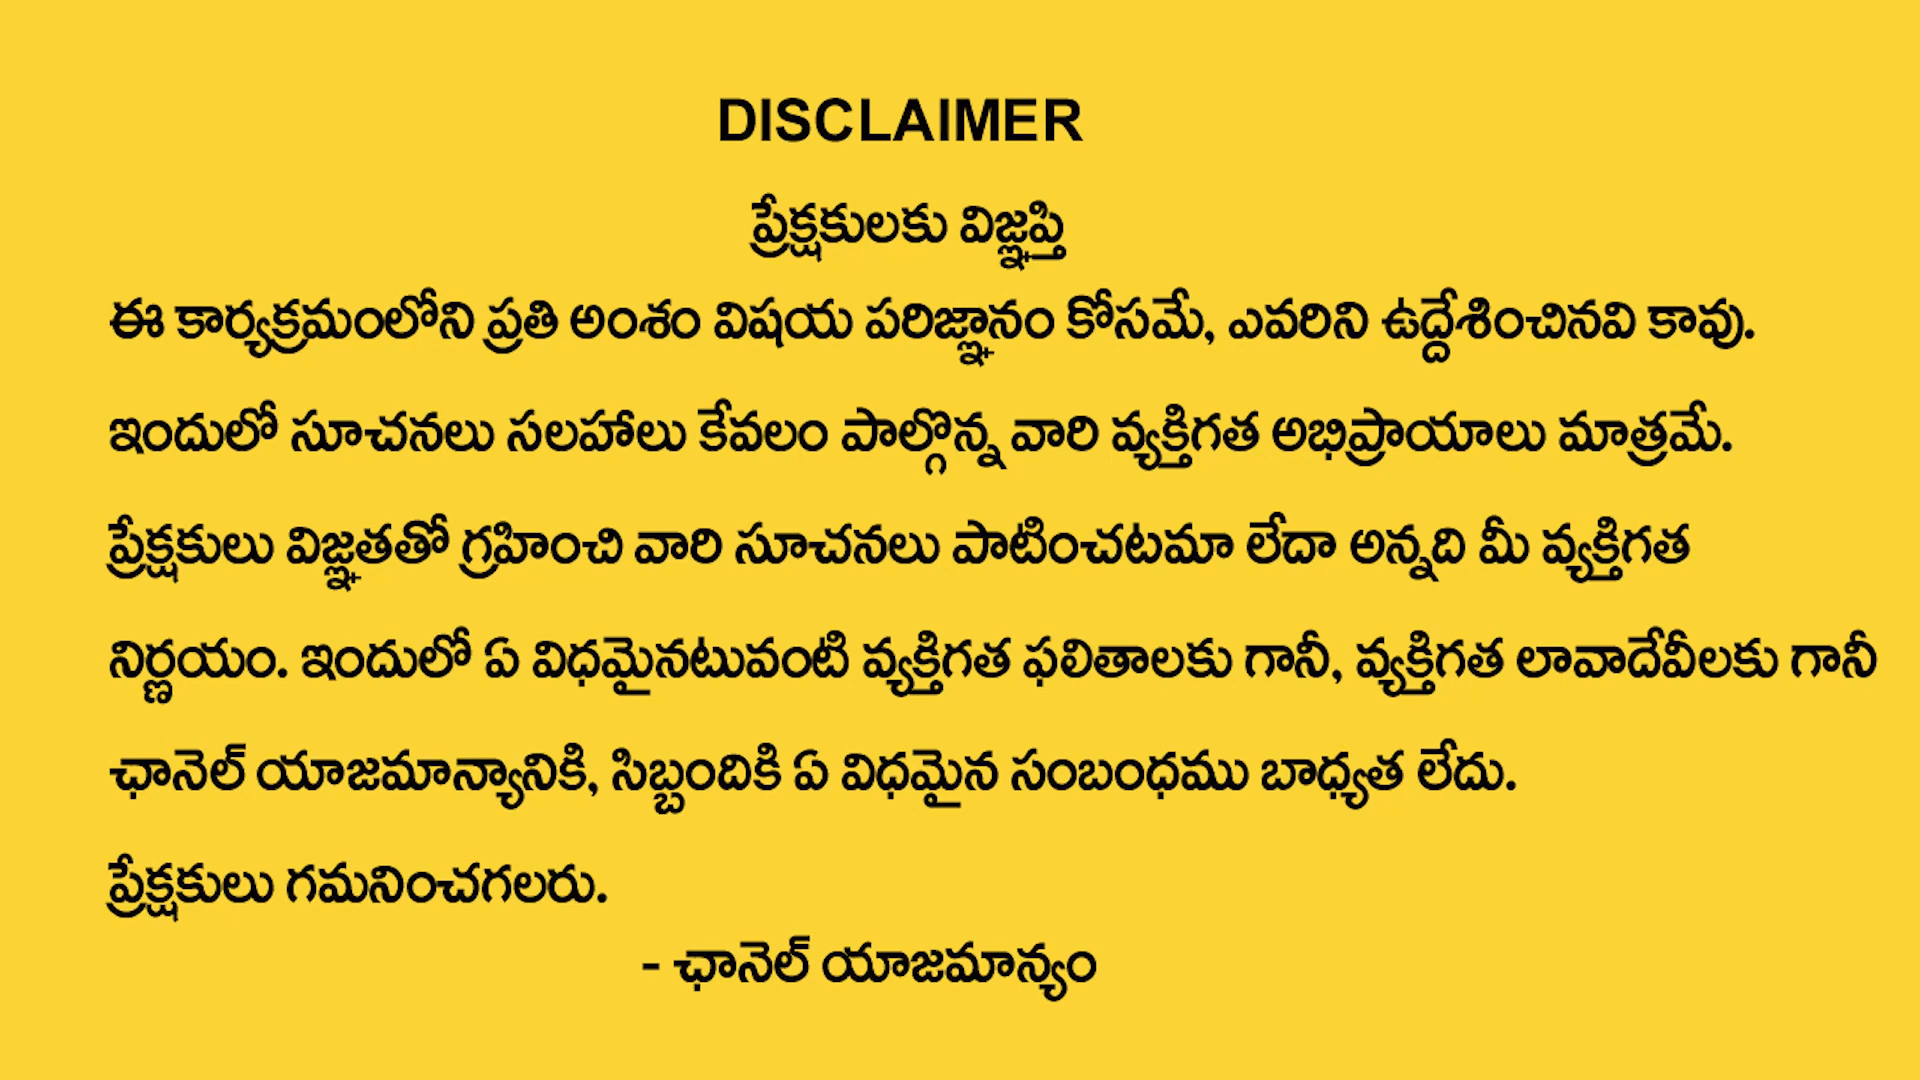 DISCLAIMER
ప్రేక్షకులకు విజ్ఞప్తి
ఈ కార్యక్రమంలోని ప్రతి అంశం విషయ పరిజ్ఞానం కోసమే, ఎవరిని ఉద్దేశించినవి కావు.
ఇందులో సూచనలు సలహాలు కేవలం పాల్గొన్న వారి వ్యక్తిగత అభిప్రాయాలు మాత్రమే.
ప్రేక్షకులు విజ్ఞతతో గ్రహించి వారి సూచనలు పాటించటమా లేదా అన్నది మీ వ్యక్తిగత
నిర్ణయం. ఇందులో ఏ విధమైనటువంటి వ్యక్తిగత ఫలితాలకు గానీ, వ్యక్తిగత లావాదేవీలకు గానీ
ఛానెల్ యాజమాన్యానికి, సిబ్బందికి ఏ విధమైన సంబంధము బాధ్యత లేదు.
ప్రేక్షకులు గమనించగలరు.
- ఛానెల్ యాజమాన్యం